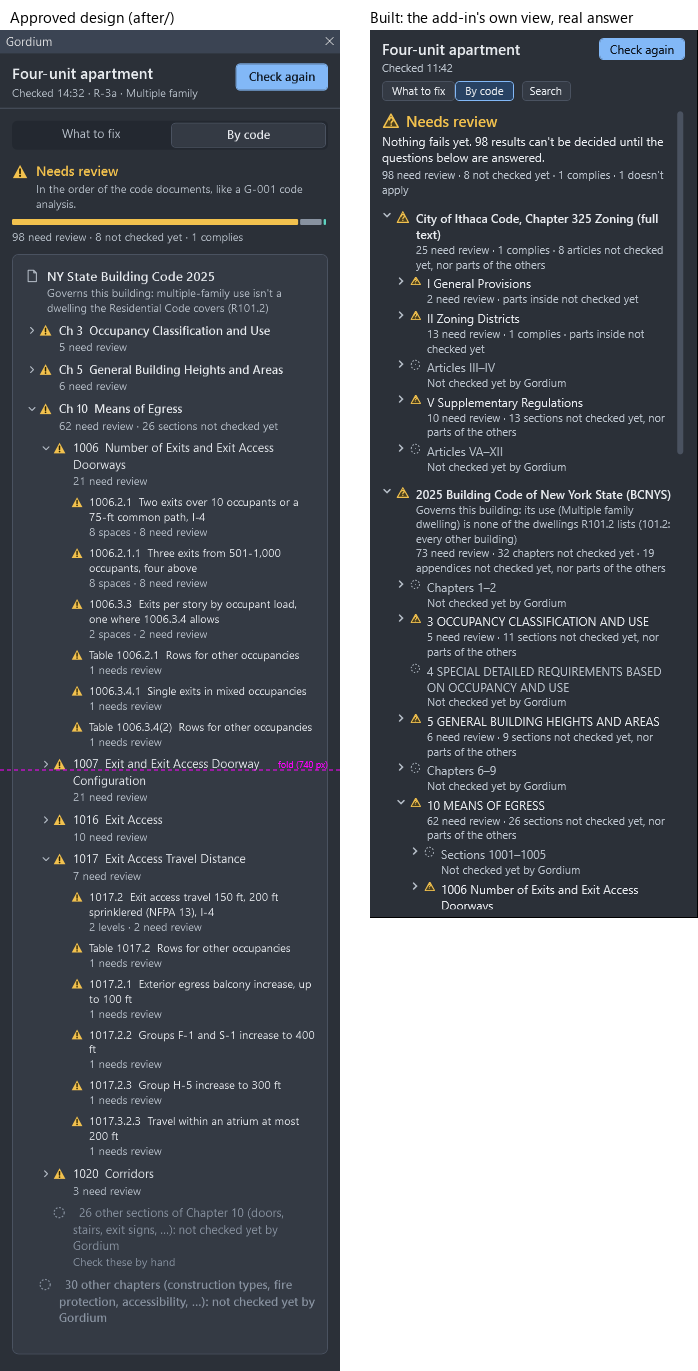 Approved design (after/)
Gordium
Four-unit apartment
Check again
Checked 14:32 · R-3a · Multiple family
What to fix
By code
Needs review
In the order of the code documents, like a G-001 code
analysis.
98 need review · 8 not checked yet · 1 complies
NY State Building Code 2025
Governs this building: multiple-family use isn't a
dwelling the Residential Code covers (R101.2)
Ch 3 Occupancy Classification and Use
5 need review
Ch 5 General Building Heights and Areas
6 need review
Ch 10 Means of Egress
62 need review · 26 sections not checked yet
1006 Number of Exits and Exit Access
Doorways
21 need review
1006.2.1 Two exits over 10 occupants or a
75-ft common path, I-4
8 spaces · 8 need review
1006.2.1.1 Three exits from 501-1,000
occupants, four above
8 spaces · 8 need review
1006.3.3 Exits per story by occupant load,
one where 1006.3.4 allows
2 spaces · 2 need review
Table 1006.2.1 Rows for other occupancies
1 needs review
1006.3.4.1 Single exits in mixed occupancies
1 needs review
Table 1006.3.4(2) Rows for other occupancies
1 needs review
1007 Exit and Exit Access Doorway
fold (740 px)
Configuration
21 need review
1016 Exit Access
10 need review
1017 Exit Access Travel Distance
7 need review
1017.2 Exit access travel 150 ft, 200 ft
sprinklered (NFPA 13), I-4
2 levels · 2 need review
Table 1017.2 Rows for other occupancies
1 needs review
1017.2.1 Exterior egress balcony increase, up
to 100 ft
1 needs review
1017.2.2 Groups F-1 and S-1 increase to 400
ft
1 needs review
1017.2.3 Group H-5 increase to 300 ft
1 needs review
1017.3.2.3 Travel within an atrium at most
200 ft
1 needs review
1020 Corridors
3 need review
26 other sections of Chapter 10 (doors,
stairs, exit signs, ...): not checked yet by
Gordium
Check these by hand
30 other chapters (construction types, fire
protection, accessibility, ...): not checked yet by
Gordium
Built: the add-in's own view, real answer
Four-unit apartment
Check again
Checked 11:42
What to fix
By code
Search
Needs review
Nothing fails yet. 98 results can't be decided until the
questions below are answered.
98 need review · 8 not checked yet · 1 complies · 1 doesn't
apply
City of Ithaca Code, Chapter 325 Zoning (full
text)
25 need review · 1 complies · 8 articles not checked
yet, nor parts of the others
I General Provisions
2 need review · parts inside not checked yet
II Zoning Districts
13 need review · 1 complies · parts inside not
checked yet
Articles III–IV
Not checked yet by Gordium
V Supplementary Regulations
10 need review · 13 sections not checked yet, nor
parts of the others
Articles VA–XII
Not checked yet by Gordium
2025 Building Code of New York State (BCNYS)
Governs this building: its use (Multiple family
dwelling) is none of the dwellings R101.2 lists (101.2:
every other building)
73 need review · 32 chapters not checked yet · 19
appendices not checked yet, nor parts of the others
Chapters 1–2
Not checked yet by Gordium
3 OCCUPANCY CLASSIFICATION AND USE
5 need review · 11 sections not checked yet, nor
parts of the others
4 SPECIAL DETAILED REQUIREMENTS BASED
ON OCCUPANCY AND USE
Not checked yet by Gordium
5 GENERAL BUILDING HEIGHTS AND AREAS
6 need review · 9 sections not checked yet, nor
parts of the others
Chapters 6–9
Not checked yet by Gordium
10 MEANS OF EGRESS
62 need review · 26 sections not checked yet, nor
parts of the others
Sections 1001–1005
Not checked yet by Gordium
1006 Number of Exits and Exit Access
Doorways